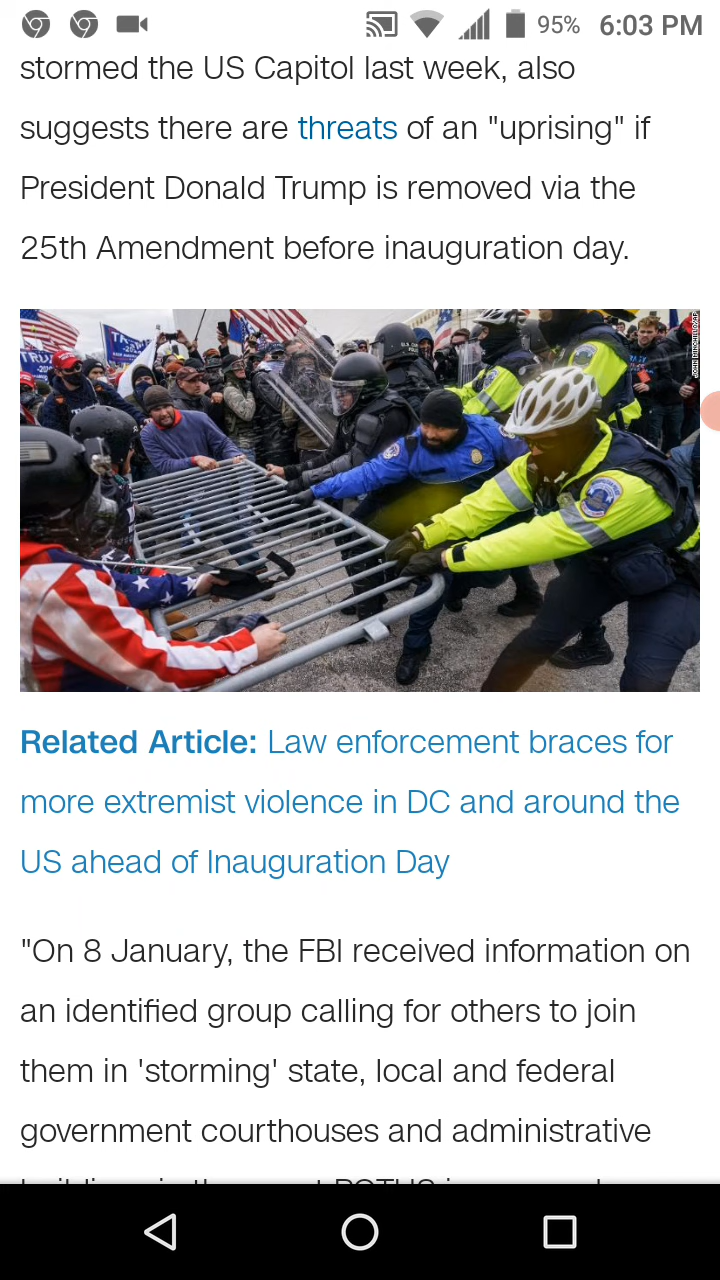 95% 6:03 PM
stormed the US Capitol last week, also
suggests there are threats of an "uprising" if
President Donald Trump is removed via the
25th Amendment before inauguration day.
Related Article: Law enforcement braces for
more extremist violence in DC and around the
US ahead of Inauguration Day
"On 8 January, the FBI received information on
an identified group calling for others to join
them in 'storming' state, local and federal
government courthouses and administrative